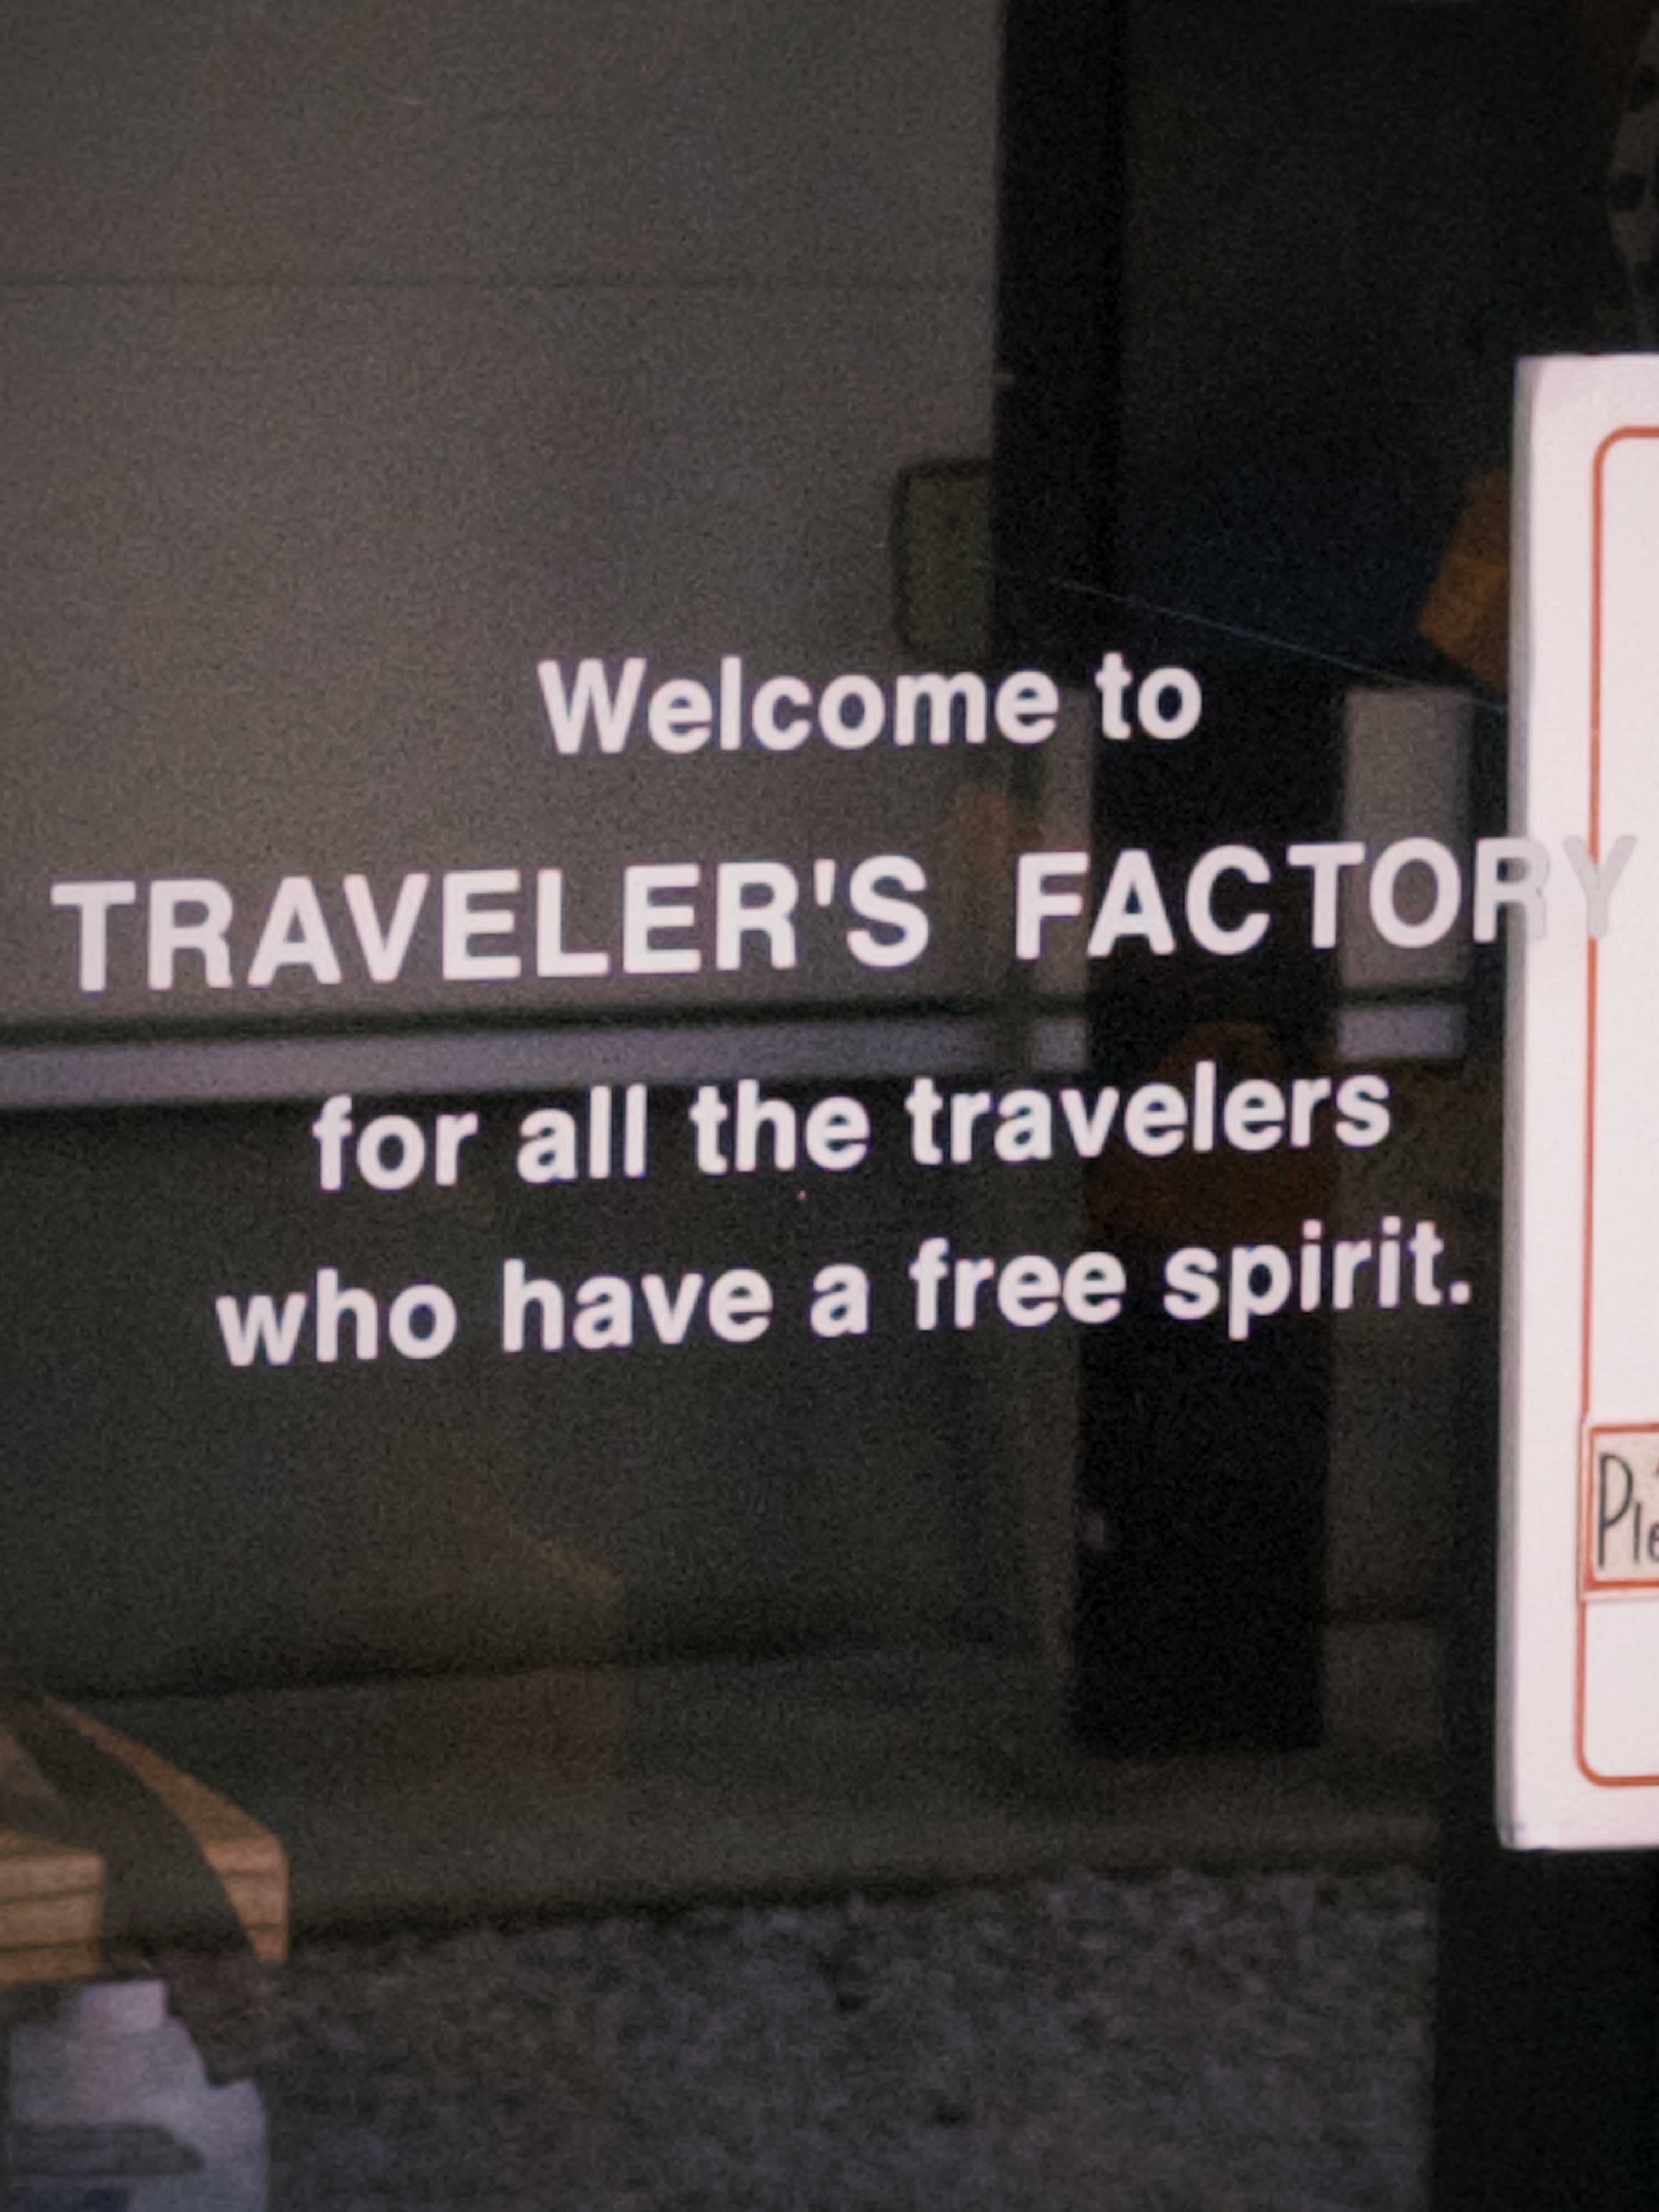 Welcome to
TRAVELER'S FACTORY
for all the travelers
who have a free spirit.